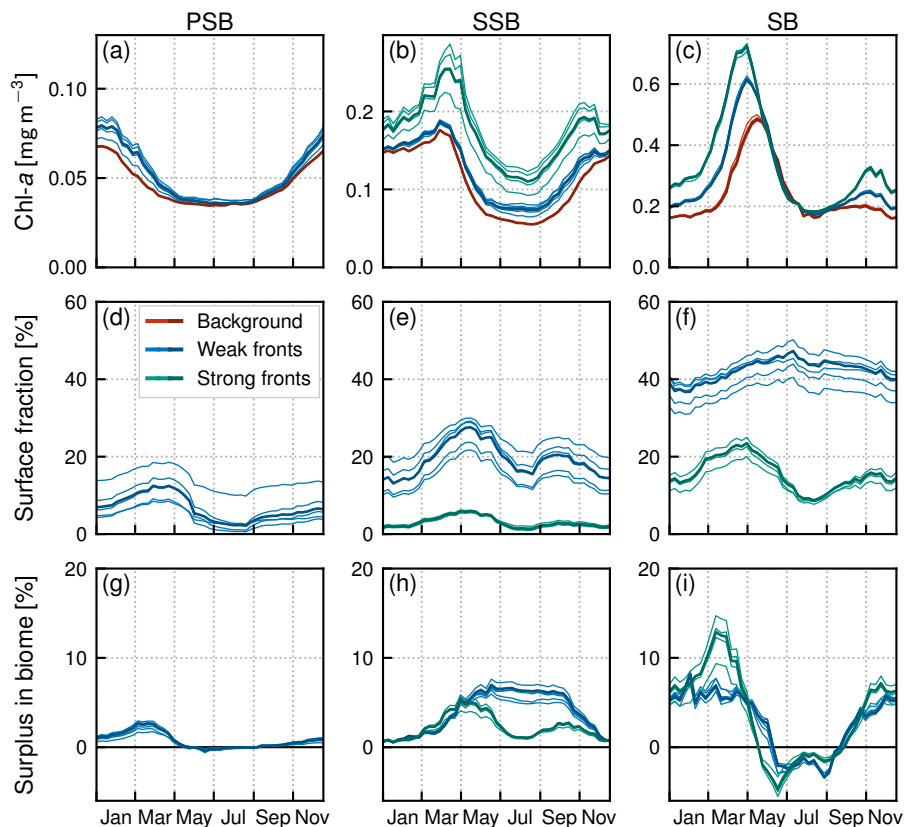 PSB SSB SB
(a) (b) (c)
Chl-a [mg m⁻³]
0.10
0.05
0.00
0.2
0.1
0.0
0.6
0.4
0.2
0.0
(d) (e) (f)
Surface fraction [%]
60
40
20
0
60
40
20
0
60
40
20
0
Background
Weak fronts
Strong fronts
(g) (h) (i)
Surplus in biome [%]
20
10
0
20
10
0
20
10
0
Jan Mar May Jul Sep Nov
Jan Mar May Jul Sep Nov
Jan Mar May Jul Sep Nov